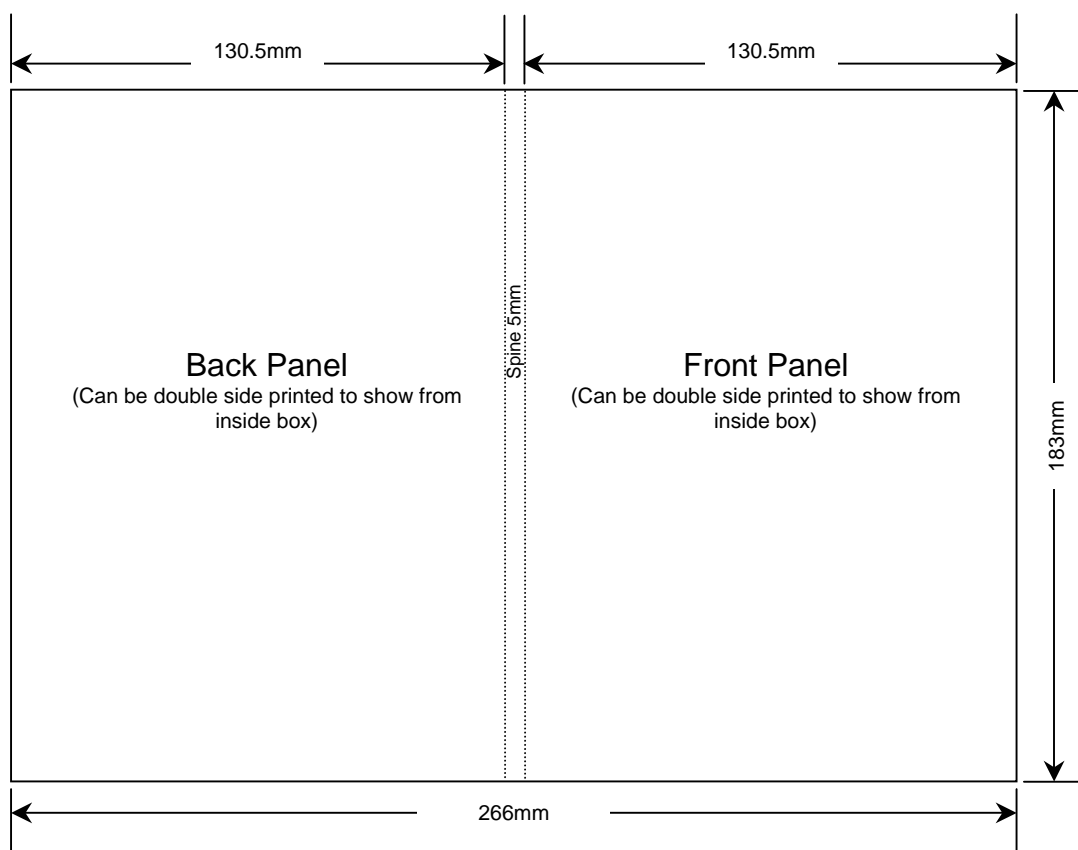 130.5mm
130.5mm
Back Panel
(Can be double side printed to show from
inside box)
Spine 5mm
Front Panel
(Can be double side printed to show from
inside box)
183mm
266mm